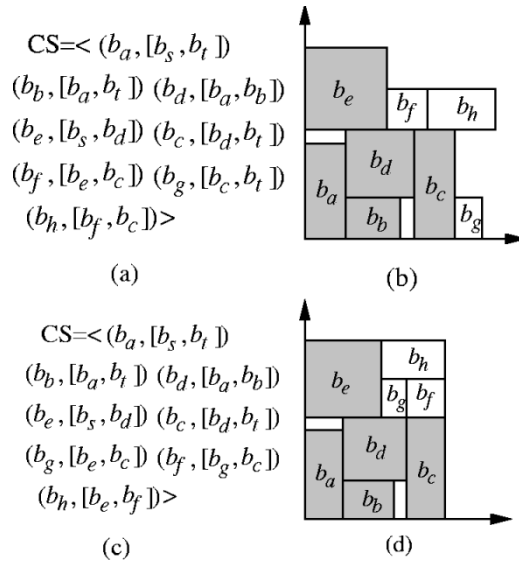 CS=< (b_a, [b_s, b_t])
(b_b, [b_a, b_t]) (b_d, [b_a, b_b])
(b_e, [b_s, b_d]) (b_c, [b_d, b_t])
(b_f, [b_e, b_c]) (b_g, [b_c, b_t])
(b_h, [b_f, b_c])>
(a)
b_e
b_f b_h
b_a b_d b_c
b_b b_g
(b)
CS=< (b_a, [b_s, b_t])
(b_b, [b_a, b_t]) (b_d, [b_a, b_b])
(b_e, [b_s, b_d]) (b_c, [b_d, b_t])
(b_g, [b_e, b_c]) (b_f, [b_g, b_c])
(b_h, [b_e, b_f])>
(c)
b_e b_h
b_g b_f
b_a b_d b_c
b_b
(d)